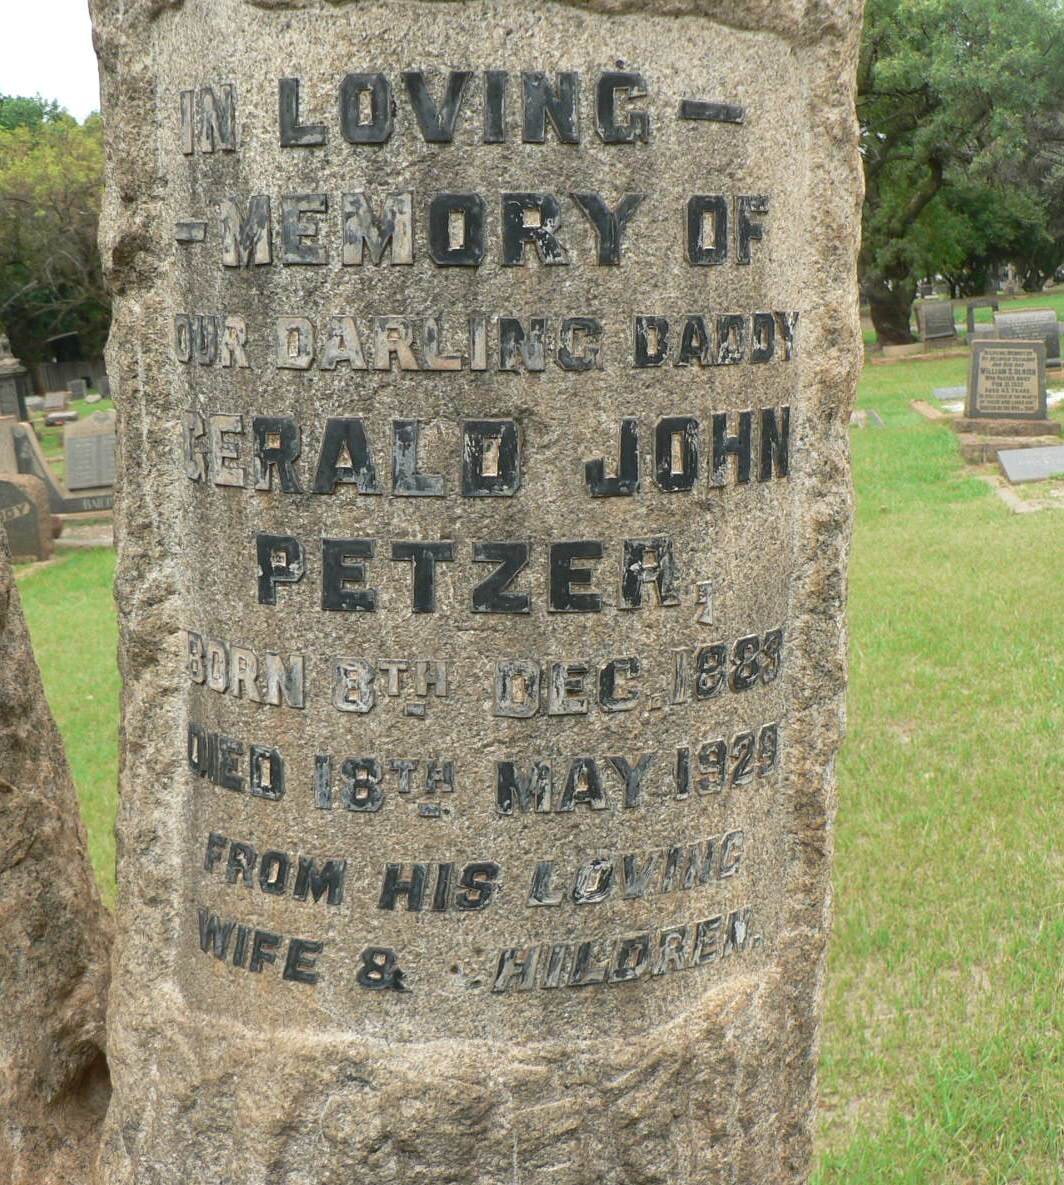 IN LOVING —
- MEMORY OF
OUR DARLING DADDY
GERALD JOHN
PETZER,
BORN 8TH DEC. 1883
DIED 18TH MAY 1929
FROM HIS LOVING
WIFE & HILDREN.